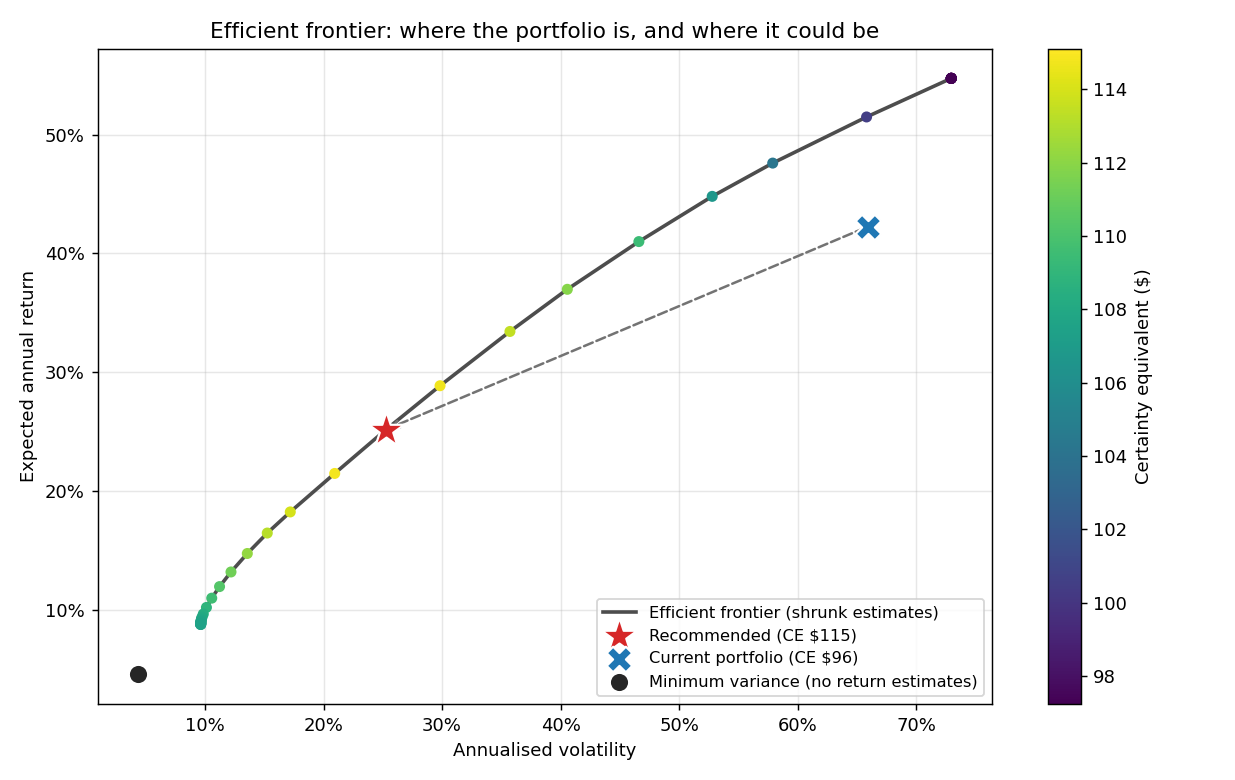 Efficient frontier: where the portfolio is, and where it could be
50%
40%
30%
20%
10%
Expected annual return
10%
20%
30%
40%
50%
60%
70%
Annualised volatility
Efficient frontier (shrunk estimates)
Recommended (CE $115)
Current portfolio (CE $96)
Minimum variance (no return estimates)
114
112
110
108
106
104
102
100
98
Certainty equivalent ($)